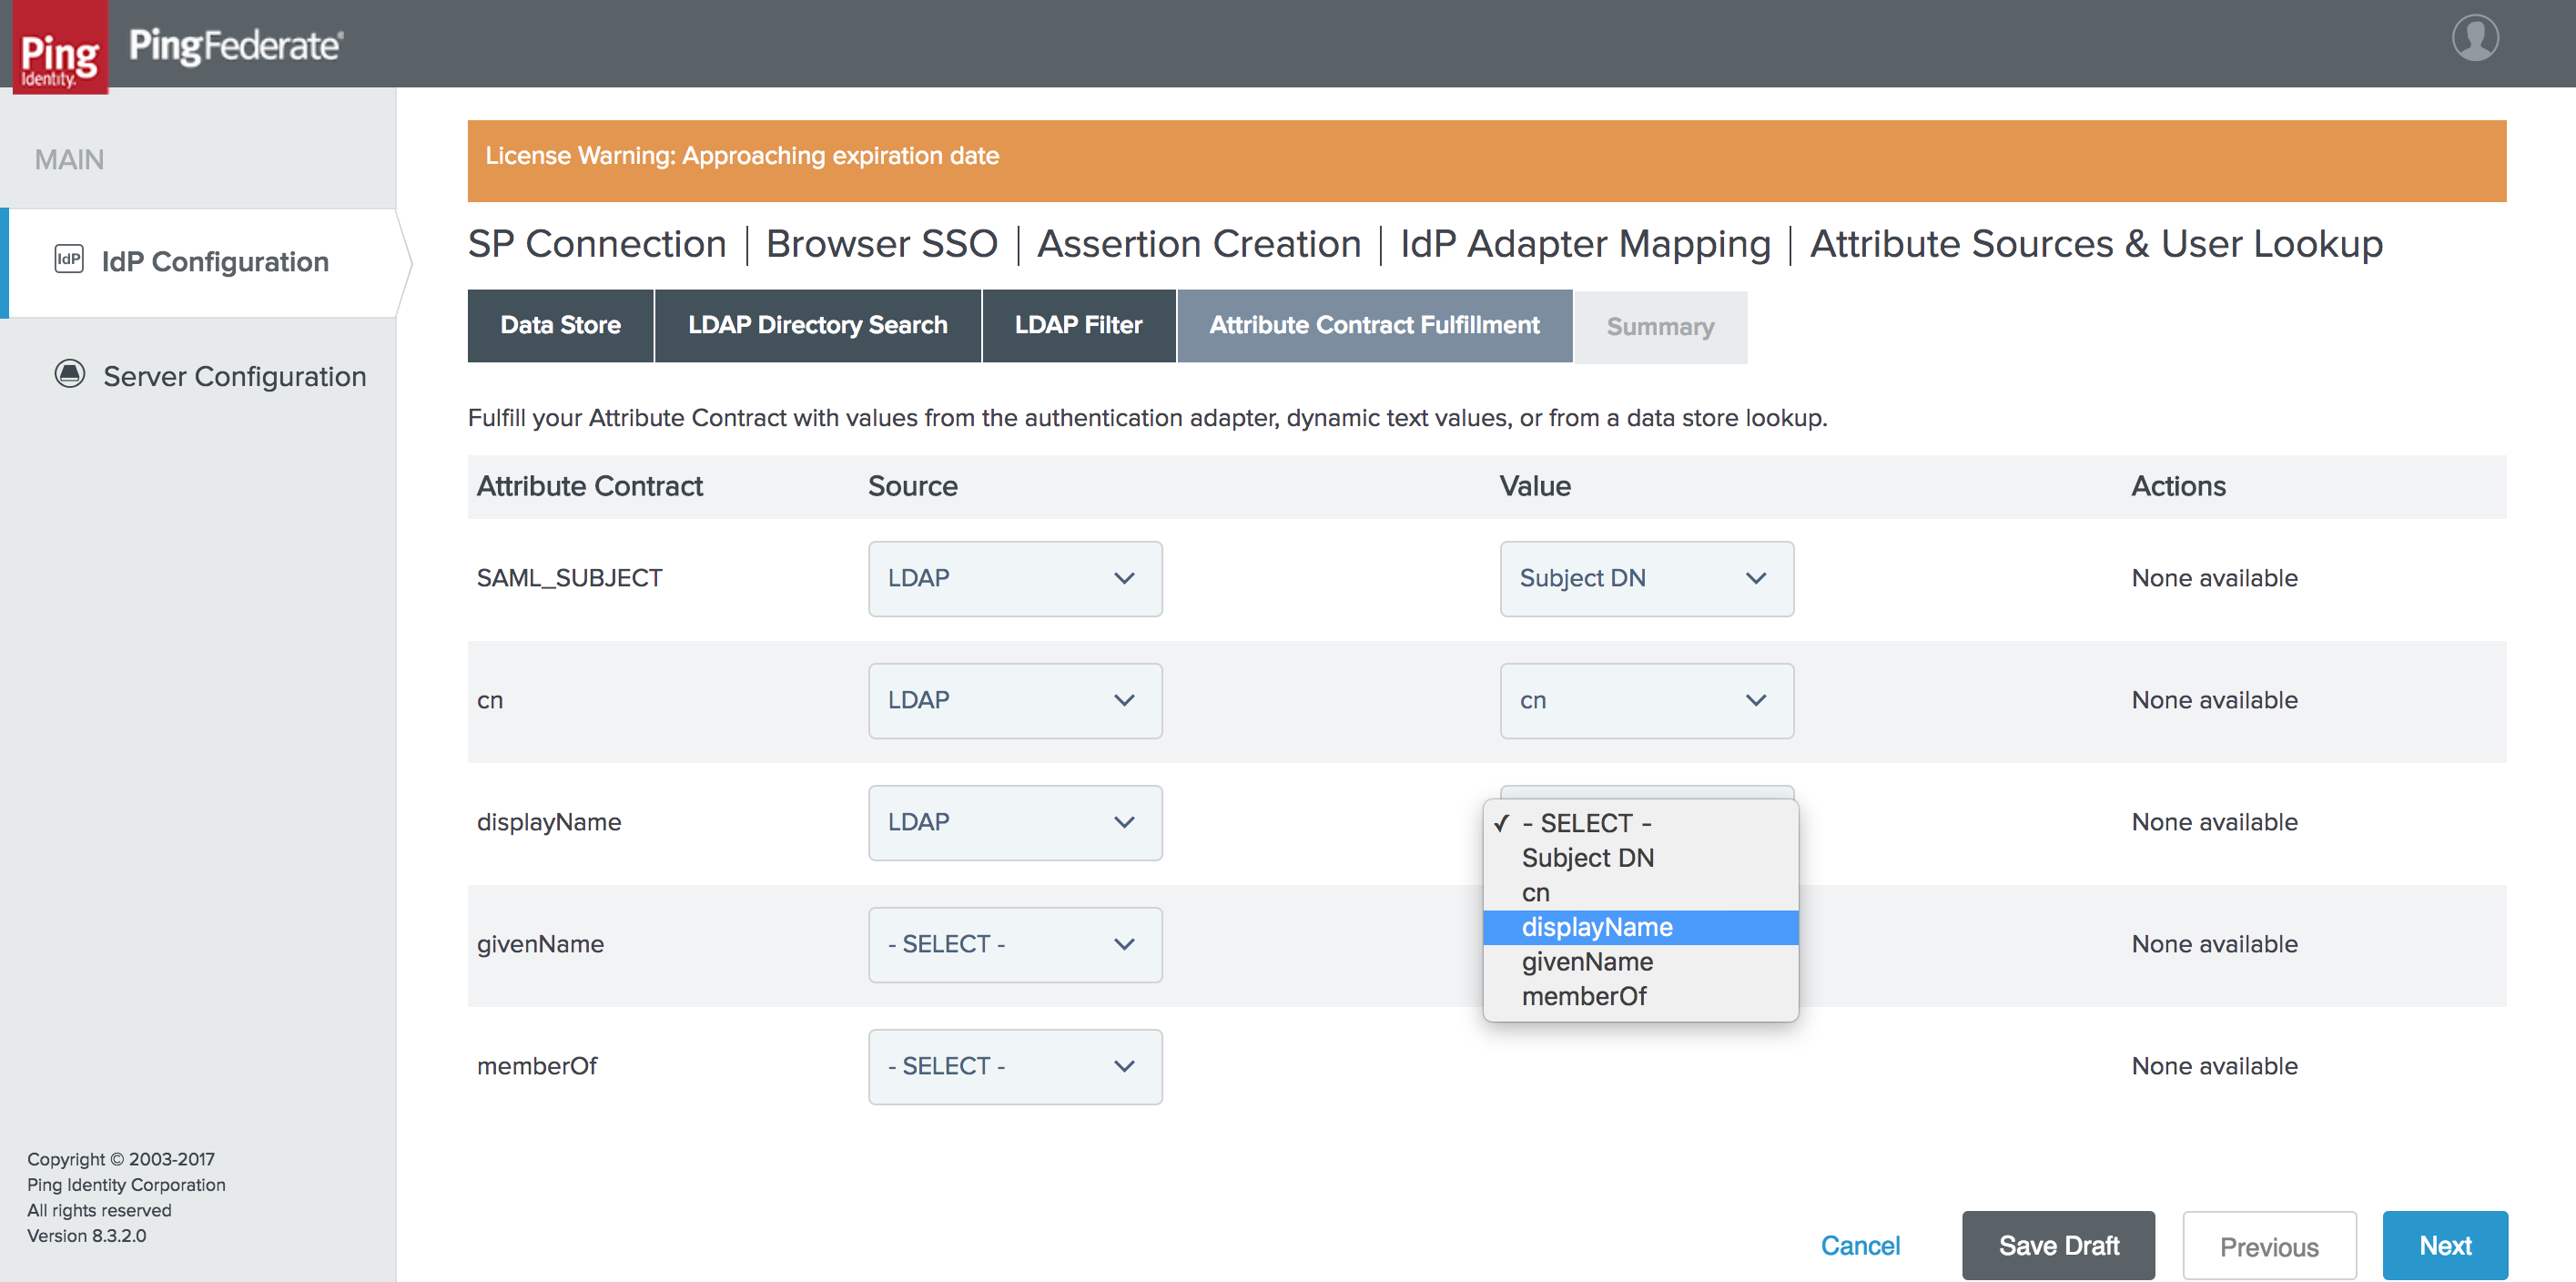 Ping
Identity.
PingFederate®
MAIN
IdP
IdP Configuration
Server Configuration
Copyright © 2003-2017
Ping Identity Corporation
All rights reserved
Version 8.3.2.0
License Warning: Approaching expiration date
SP Connection | Browser SSO | Assertion Creation | IdP Adapter Mapping | Attribute Sources & User Lookup
Data Store LDAP Directory Search LDAP Filter Attribute Contract Fulfillment Summary
Fulfill your Attribute Contract with values from the authentication adapter, dynamic text values, or from a data store lookup.
Attribute Contract Source Value Actions
SAML_SUBJECT LDAP Subject DN None available
cn LDAP cn None available
displayName LDAP None available
✓ - SELECT -
Subject DN
cn
displayName
givenName
memberOf
givenName - SELECT - None available
memberOf - SELECT - None available
Cancel Save Draft Previous Next